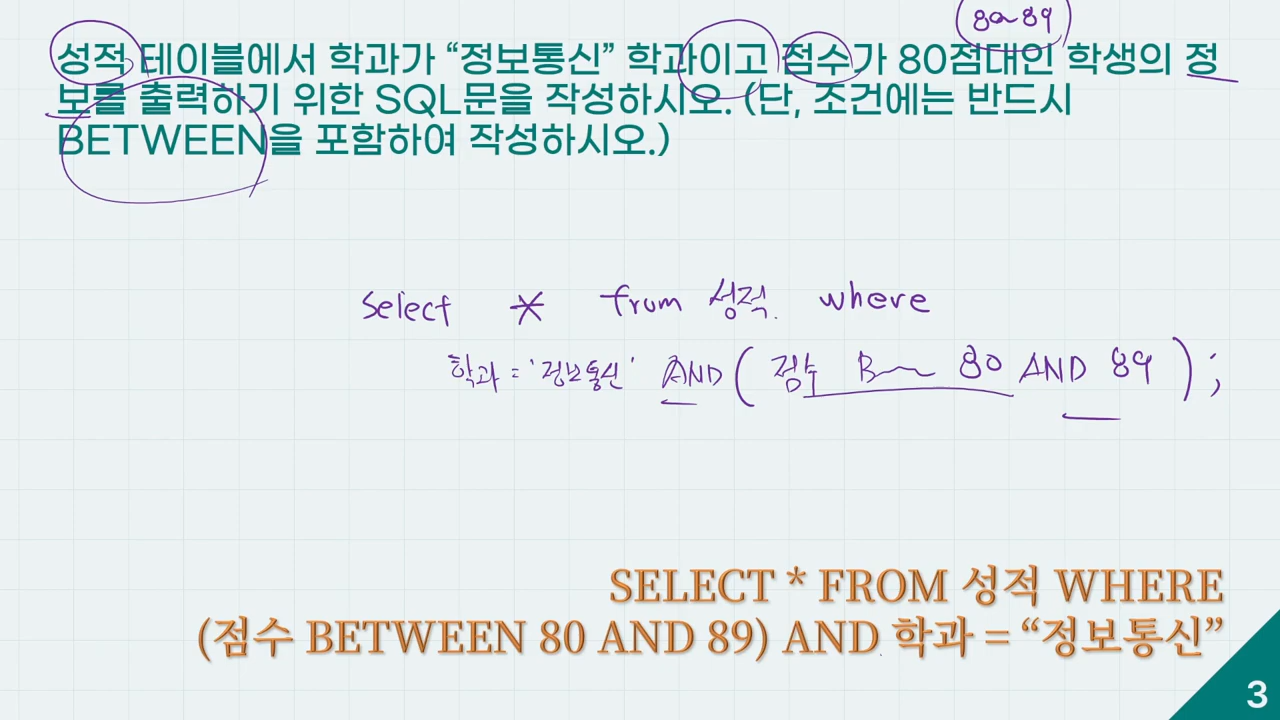 80~89
성적 테이블에서 학과가 “정보통신” 학과이고 점수가 80점대인 학생의 정
보를 출력하기 위한 SQL문을 작성하시오. (단, 조건에는 반드시
BETWEEN을 포함하여 작성하시오.)
Select * from 성적 where
학과 = '정보통신' AND ( 점수 B 80 AND 89 ) ;
SELECT * FROM 성적 WHERE
(점수 BETWEEN 80 AND 89) AND 학과 = “정보통신”
3